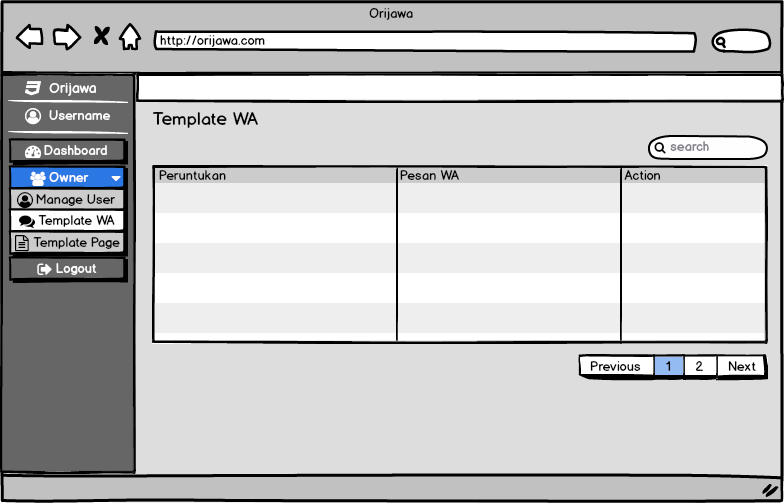 Orijawa
http://orijawa.com
Orijawa
Username
Dashboard
Owner
Manage User
Template WA
Template Page
Logout
Template WA
search
Peruntukan Pesan WA Action
Previous 1 2 Next